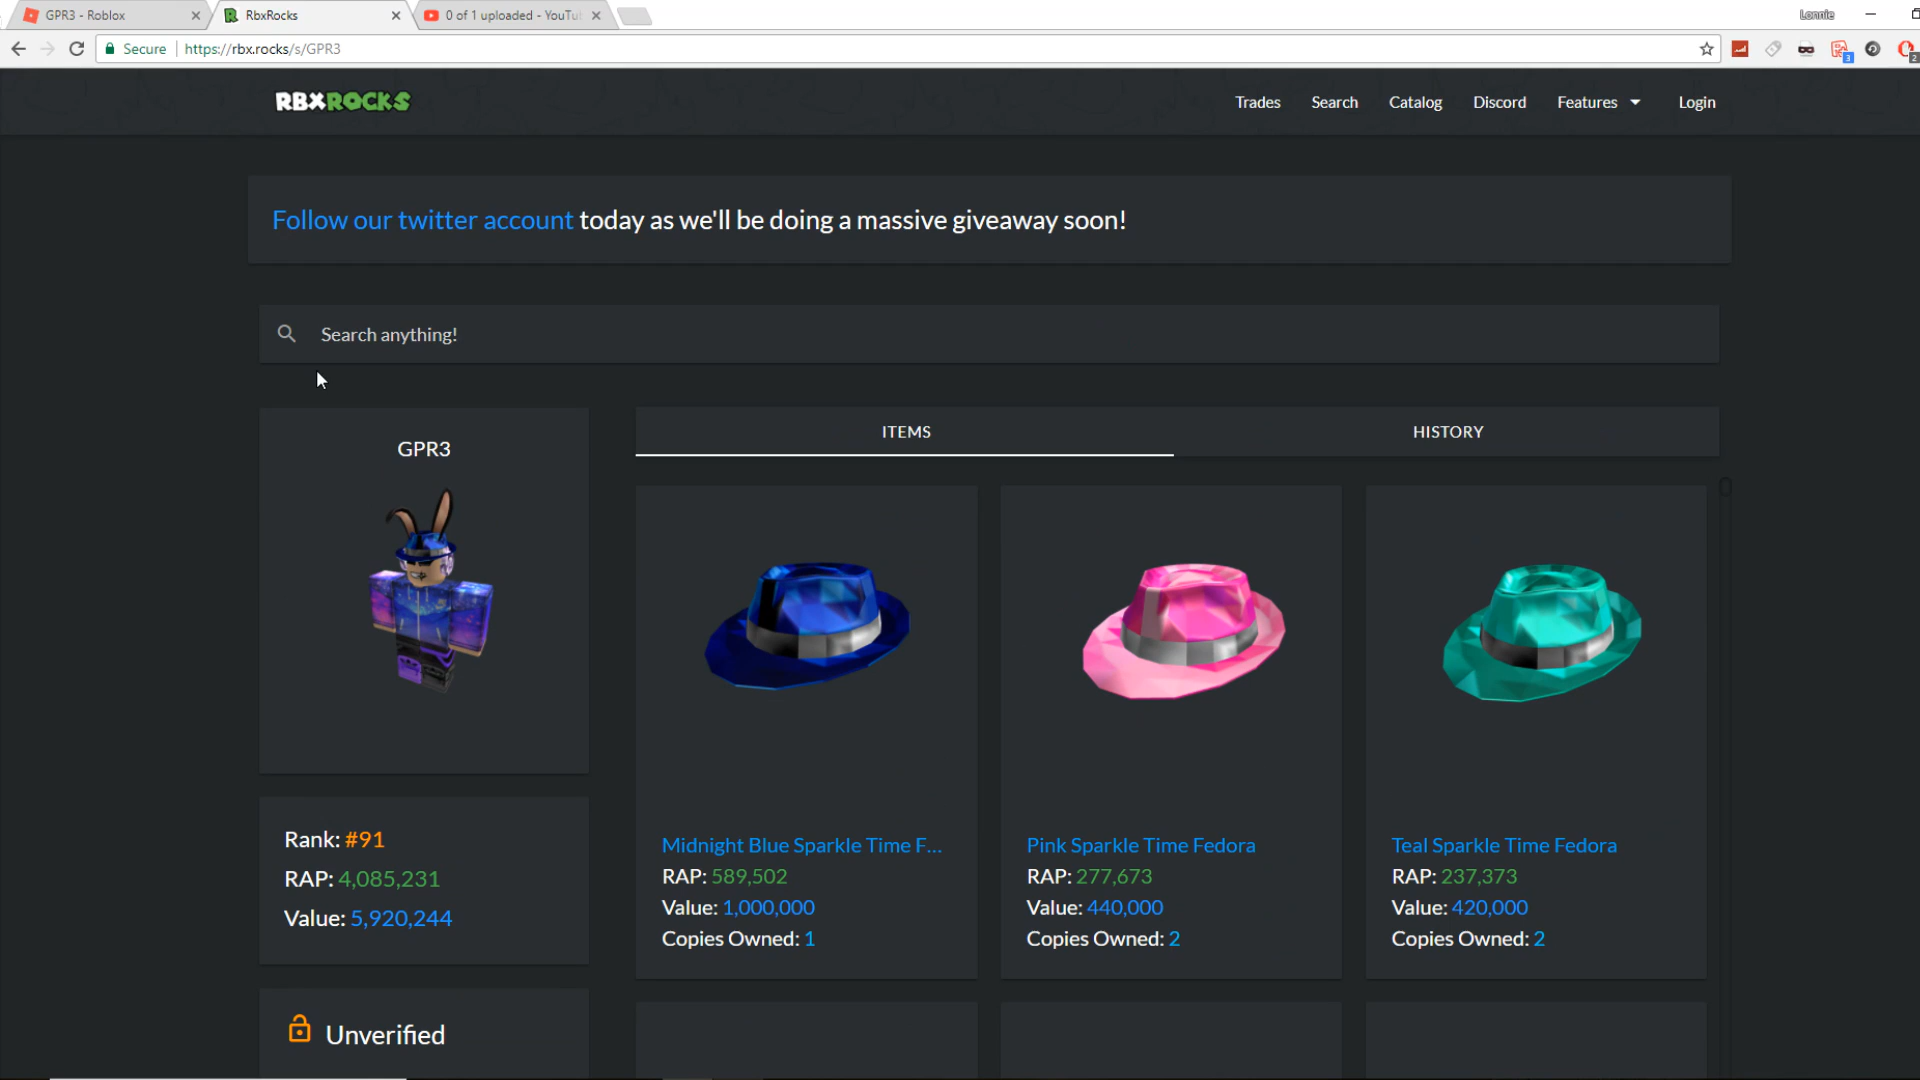 GPR3 - Roblox
RbxRocks
0 of 1 uploaded - YouTu
Lonnie
Secure
https://rbx.rocks/s/GPR3
3
2
RBXROCKS
Trades
Search
Catalog
Discord
Features
Login
Follow our twitter account today as we'll be doing a massive giveaway soon!
Search anything!
GPR3
Rank: #91
RAP: 4,085,231
Value: 5,920,244
Unverified
ITEMS
HISTORY
Midnight Blue Sparkle Time F...
RAP: 589,502
Value: 1,000,000
Copies Owned: 1
Pink Sparkle Time Fedora
RAP: 277,673
Value: 440,000
Copies Owned: 2
Teal Sparkle Time Fedora
RAP: 237,373
Value: 420,000
Copies Owned: 2